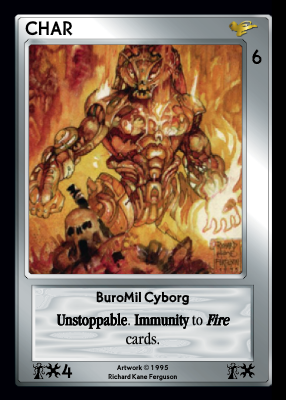 CHAR
6
BuroMil Cyborg
Unstoppable. Immunity to Fire
cards.
4
Artwork © 1995
Richard Kane Ferguson